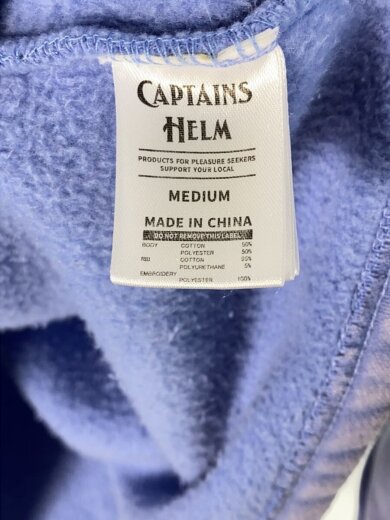 CAPTAINS
HELM
PRODUCTS FOR PLEASURE SEEKERS
SUPPORT YOUR LOCAL
MEDIUM
MADE IN CHINA
DO NOT REMOVE THIS LABEL
BODY COTTON 50%
POLYESTER 50%
RIB COTTON 95%
POLYURETHANE 5%
EMBROIDERY
POLYESTER 100%